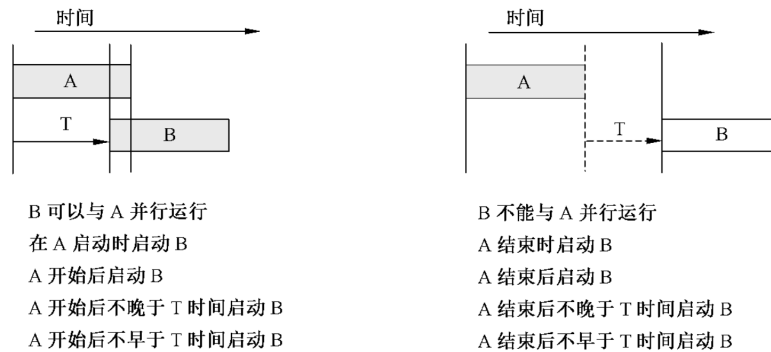 时间
A
T
B
B 可以与 A 并行运行
在 A 启动时启动 B
A 开始后启动 B
A 开始后不晚于 T 时间启动 B
A 开始后不早于 T 时间启动 B
时间
A
T
B
B 不能与 A 并行运行
A 结束时启动 B
A 结束后启动 B
A 结束后不晚于 T 时间启动 B
A 结束后不早于 T 时间启动 B